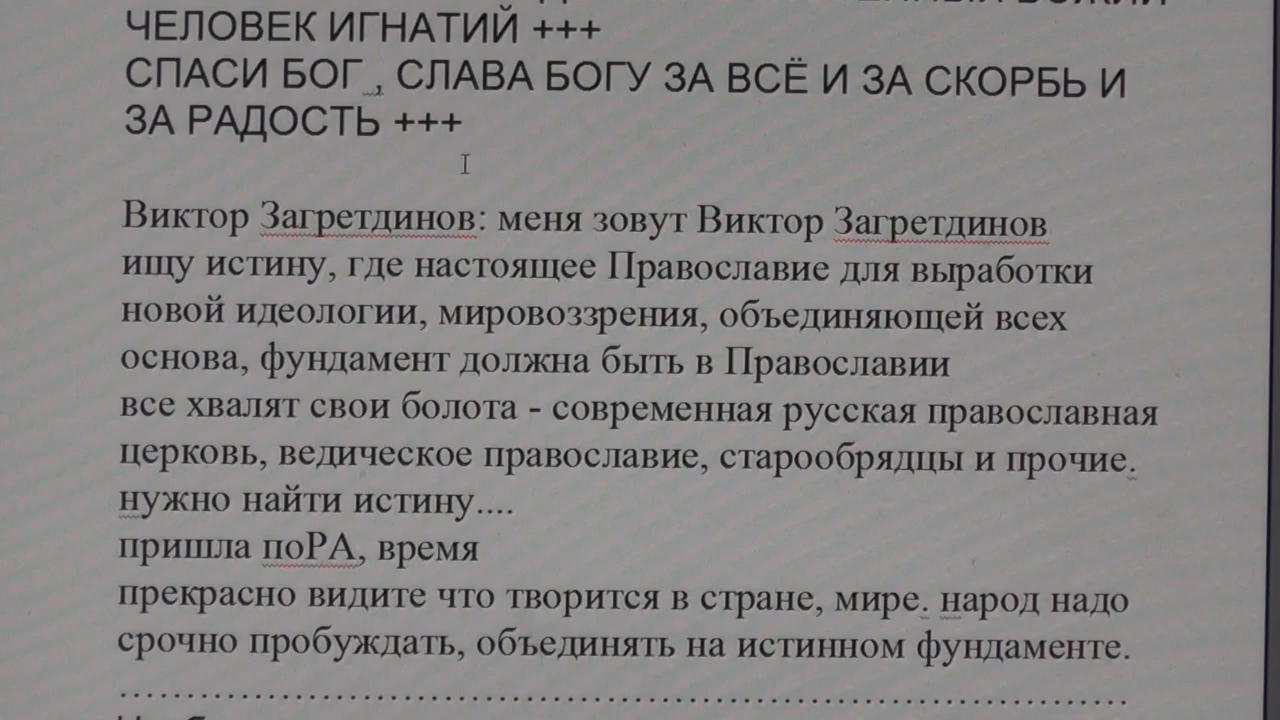 ЧЕЛОВЕК ИГНАТИЙ +++
СПАСИ БОГ , СЛАВА БОГУ ЗА ВСЁ И ЗА СКОРБЬ И
ЗА РАДОСТЬ +++
Виктор Загретдинов: меня зовут Виктор Загретдинов
ищу истину, где настоящее Православие для выработки
новой идеологии, мировоззрения, объединяющей всех
основа, фундамент должна быть в Православии
все хвалят свои болота - современная русская православная
церковь, ведическое православие, старообрядцы и прочие.
нужно найти истину....
пришла поРА, время
прекрасно видите что творится в стране, мире. народ надо
срочно пробуждать, объединять на истинном фундаменте.